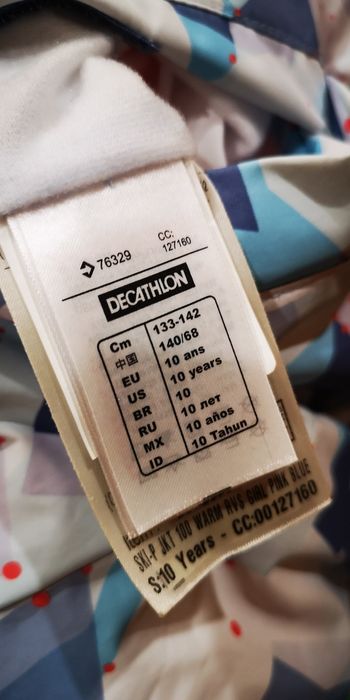 76329
CC:
127160
DECATHLON
Cm 133-142
中国 140/68
EU 10 ans
US 10 years
BR 10
RU 10 лет
MX 10 años
ID 10 Tahun
SKI-P JKT 100 WARM REV GIRL PINK BLUE
S:10 Years - CC:00127160